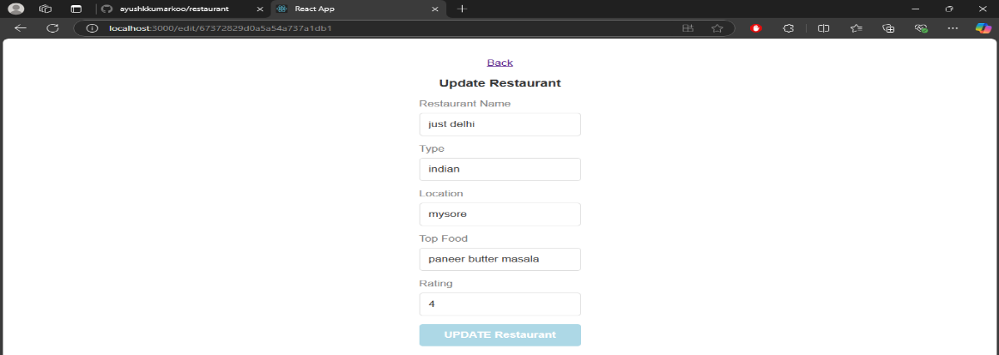 ayushkkumarkoo/restaurant
React App
localhost:3000/edit/67372829d0a5a54a737a1db1
Back
Update Restaurant
Restaurant Name
just delhi
Type
indian
Location
mysore
Top Food
paneer butter masala
Rating
4
UPDATE Restaurant